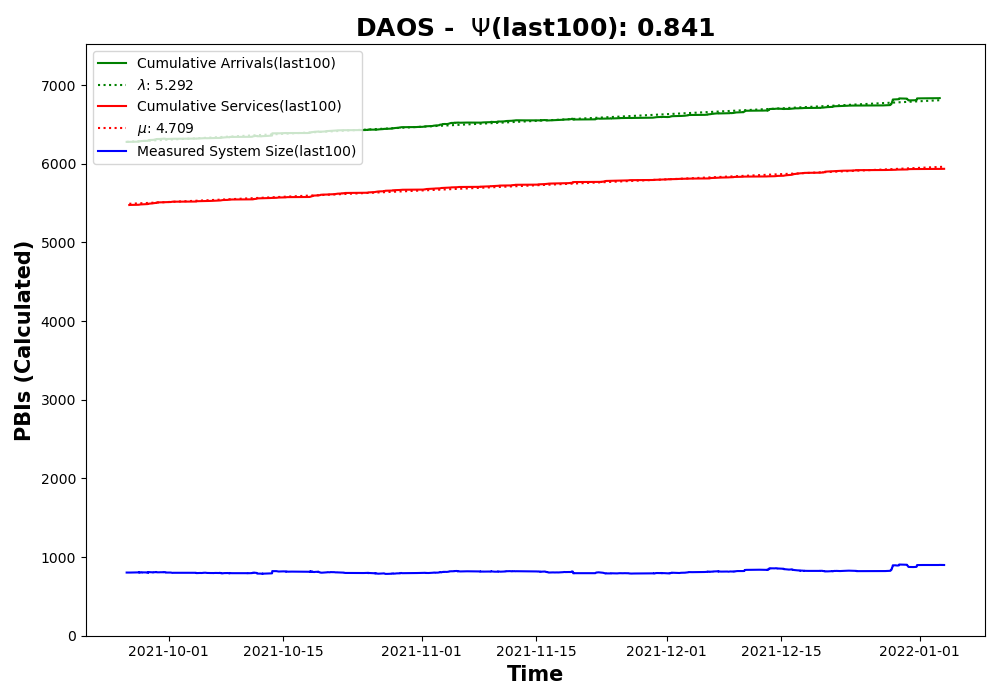 DAOS - Ψ(last100): 0.841
Cumulative Arrivals(last100)
λ: 5.292
Cumulative Services(last100)
μ: 4.709
Measured System Size(last100)
PBIs (Calculated)
7000
6000
5000
4000
3000
2000
1000
0
2021-10-01 2021-10-15 2021-11-01 2021-11-15 2021-12-01 2021-12-15 2022-01-01
Time